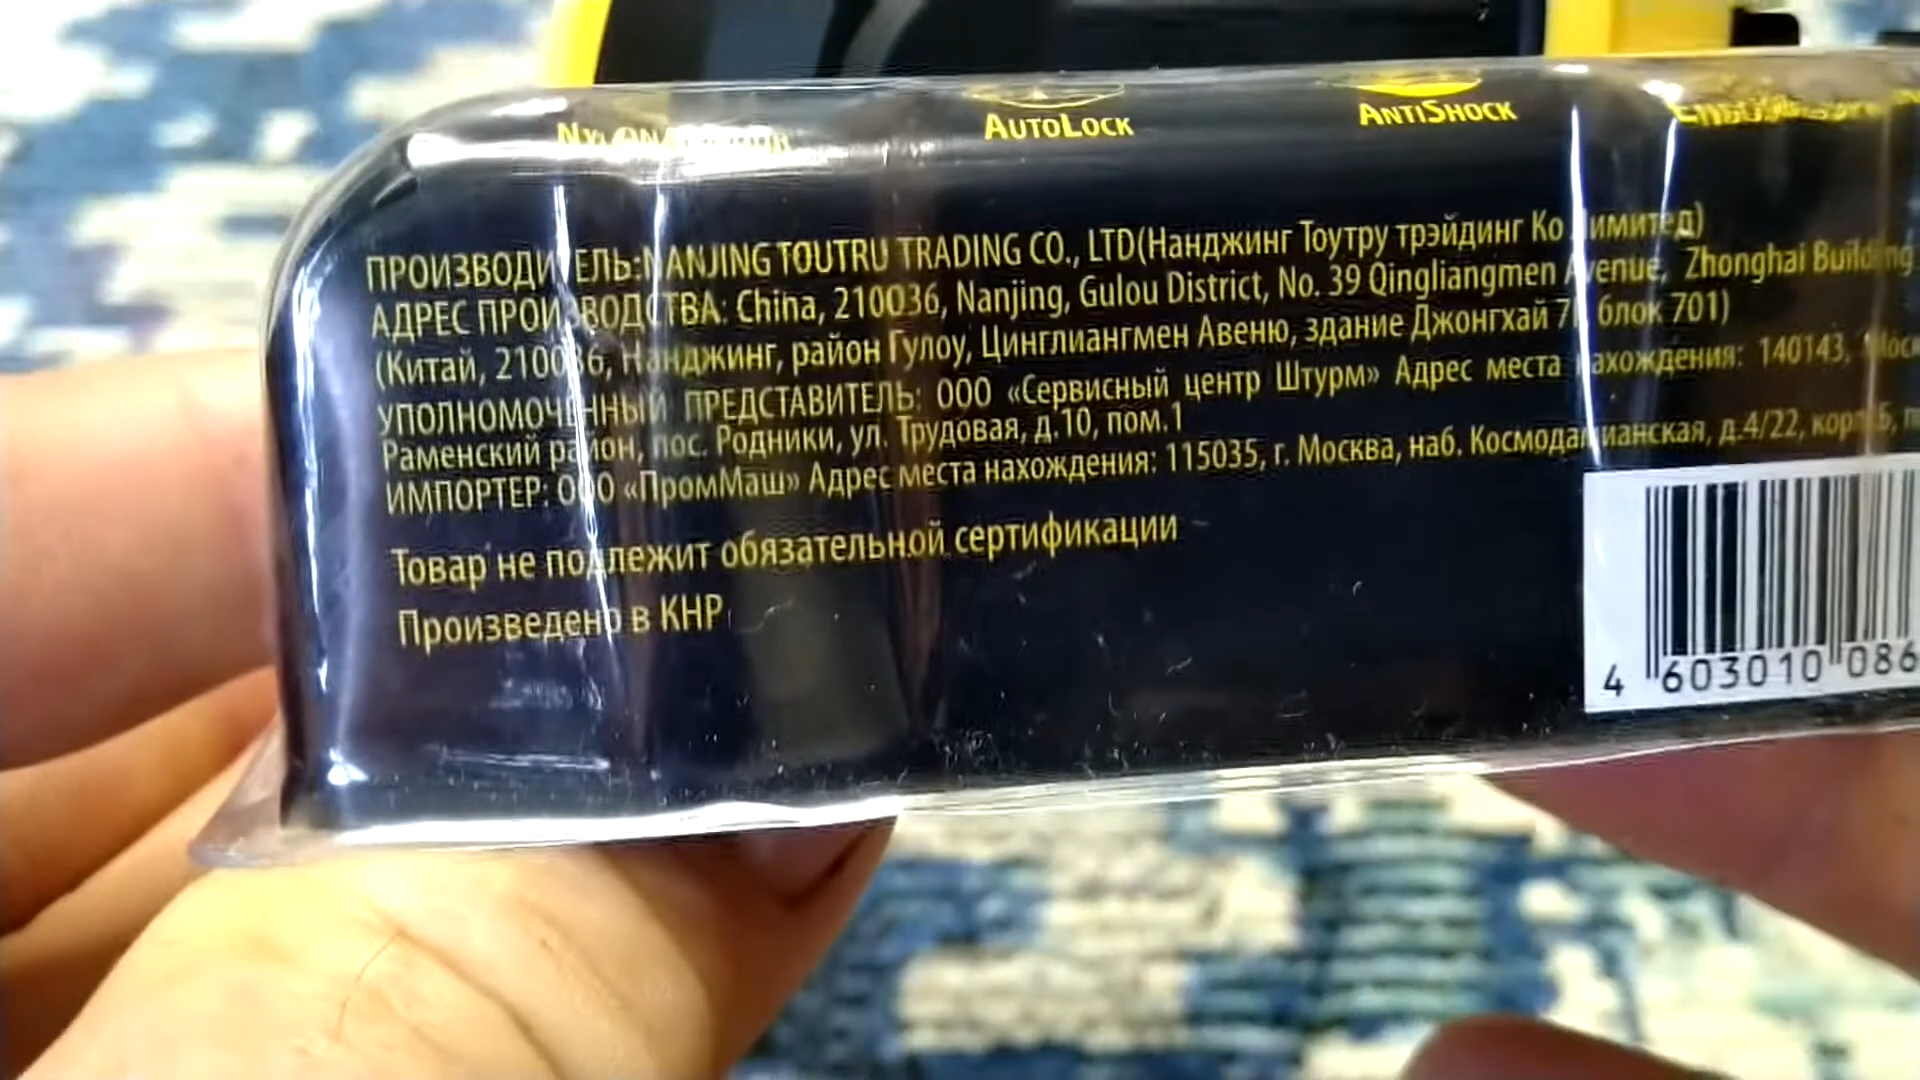 AUTOLOCK
ANTISHOCK
ПРОИЗВОДИТЕЛЬ:NANJING TOUTRU TRADING CO., LTD(Нанджинг Тоутру трэйдинг Ко Лимитед)
АДРЕС ПРОИЗВОДСТВА: China, 210036, Nanjing, Gulou District, No. 39 Qingliangmen Avenue, Zhonghai Building
(Китай, 210036, Нанджинг, район Гулоу, Цинглиангмен Авеню, здание Джонгхай блок 701)
УПОЛНОМОЧЕННЫЙ ПРЕДСТАВИТЕЛЬ: ООО «Сервисный центр Штурм» Адрес места нахождения: 140143,
Раменский район, пос. Родники, ул. Трудовая, д.10, пом.1
ИМПОРТЕР: ООО «ПромМаш» Адрес места нахождения: 115035, г. Москва, наб. Космодамианская, д.4/22,
Товар не подлежит обязательной сертификации
Произведено в КНР
4 603010 086